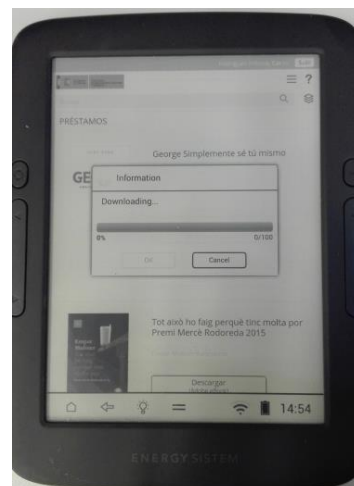 ?
PRÉSTAMOS
George Simplemente sé tú mismo
GE
Information
Downloading...
0%
0/100
OK
Cancel
Tot això ho faig perquè tinc molta por
Premi Mercè Rodoreda 2015
Descargar
14:54
ENERGY SISTEM